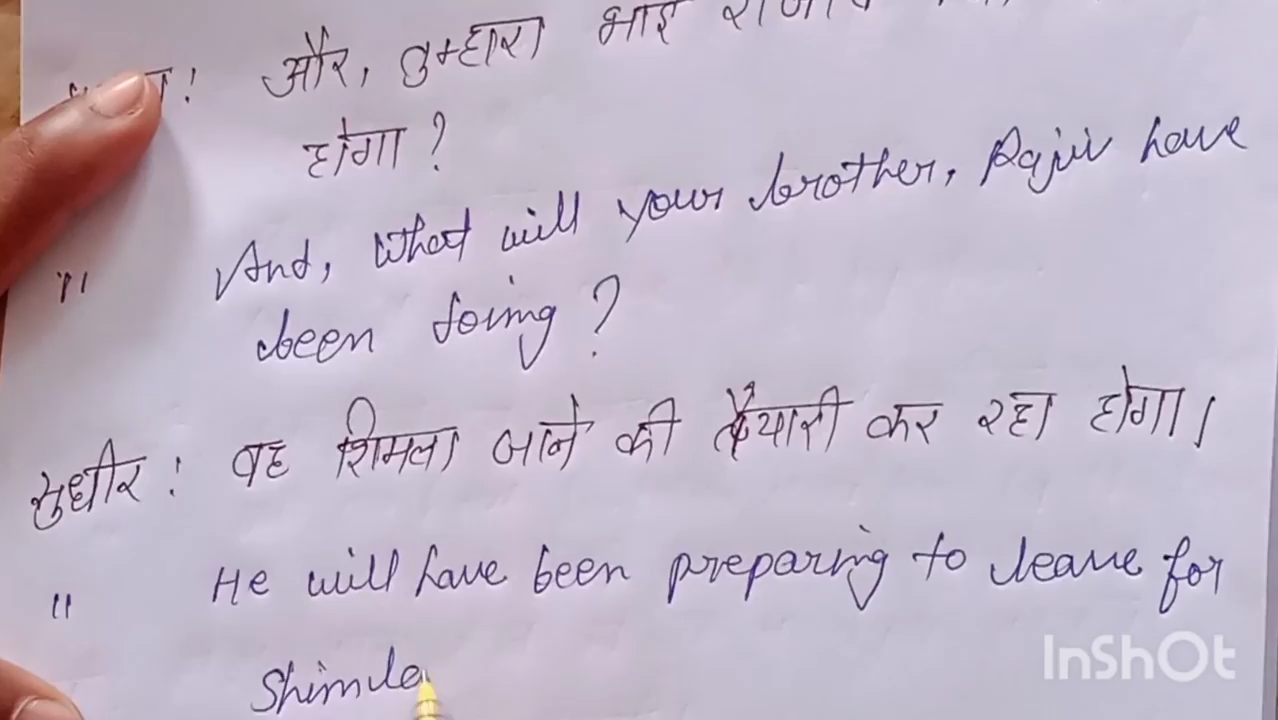 और, तुम्हारा भाई
होगा ?
" And, What will your brother, Rajiv have
been doing ?
सुधीर : वह शिमला जाने की तैयारी कर रहा होगा।
" He will have been preparing to leave for
Shimla
InShOt